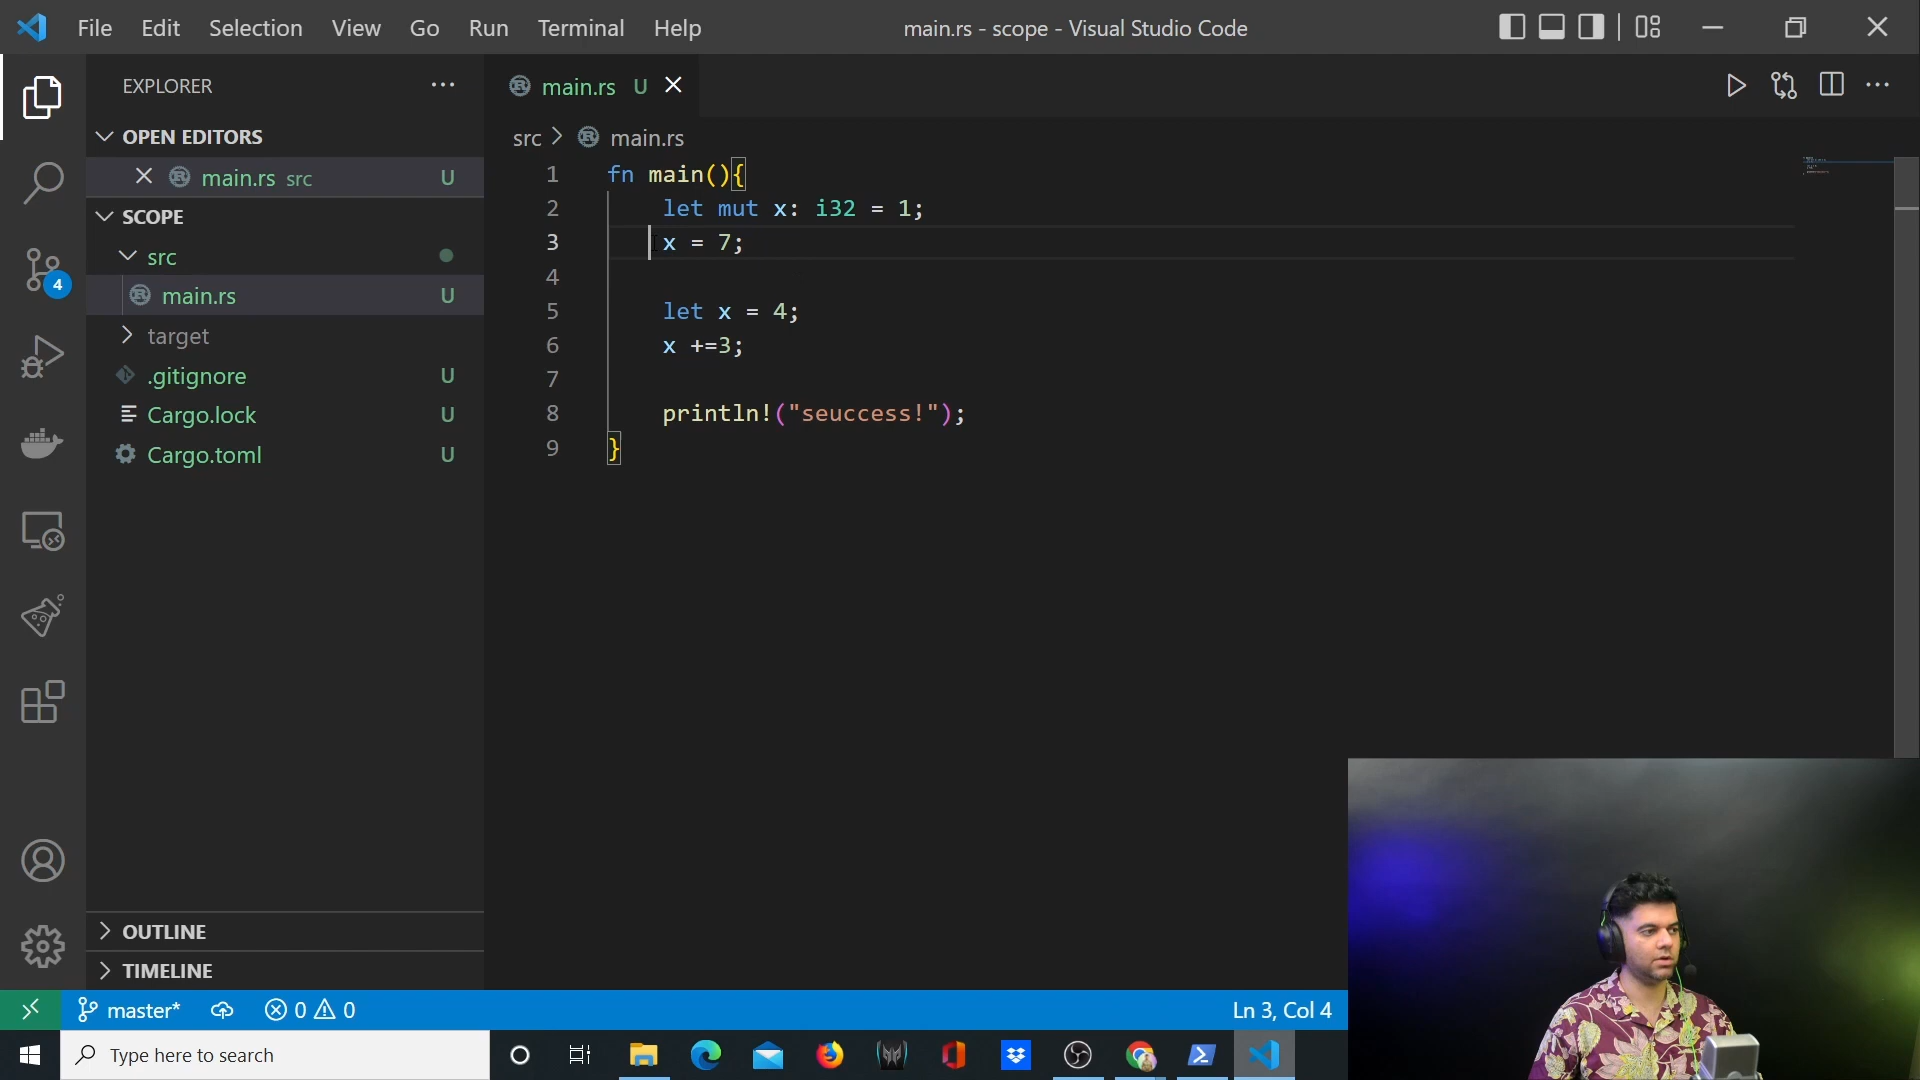 File Edit Selection View Go Run Terminal Help
main.rs - scope - Visual Studio Code
EXPLORER
OPEN EDITORS
main.rs src U
SCOPE
src
main.rs U
target
.gitignore U
Cargo.lock U
Cargo.toml U
OUTLINE
TIMELINE
4
main.rs U
src > main.rs
1 fn main(){
2 let mut x: i32 = 1;
3 x = 7;
4
5 let x = 4;
6 x +=3;
7
8 println!("seuccess!");
9 }
master* 0 0
Ln 3, Col 4
Type here to search